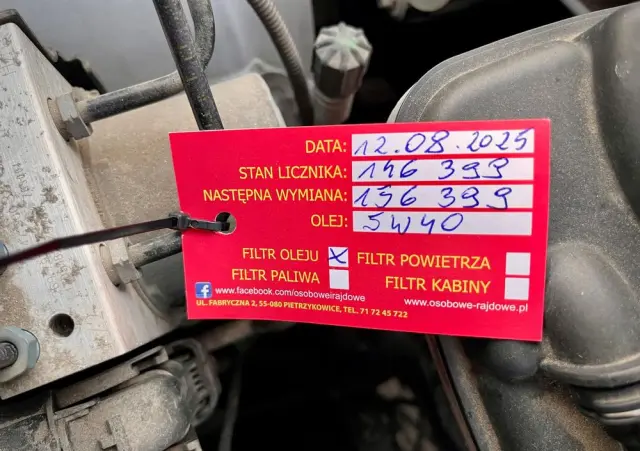 DATA: 12.08.2025
STAN LICZNIKA: 146 399
NASTĘPNA WYMIANA: 156 399
OLEJ: 5W40
FILTR OLEJU x FILTR POWIETRZA
FILTR PALIWA FILTR KABINY
www.facebook.com/osoboweirajdowe www.osobowe-rajdowe.pl
UL. FABRYCZNA 2, 55-080 PIETRZYKOWICE, TEL. 71 72 45 722